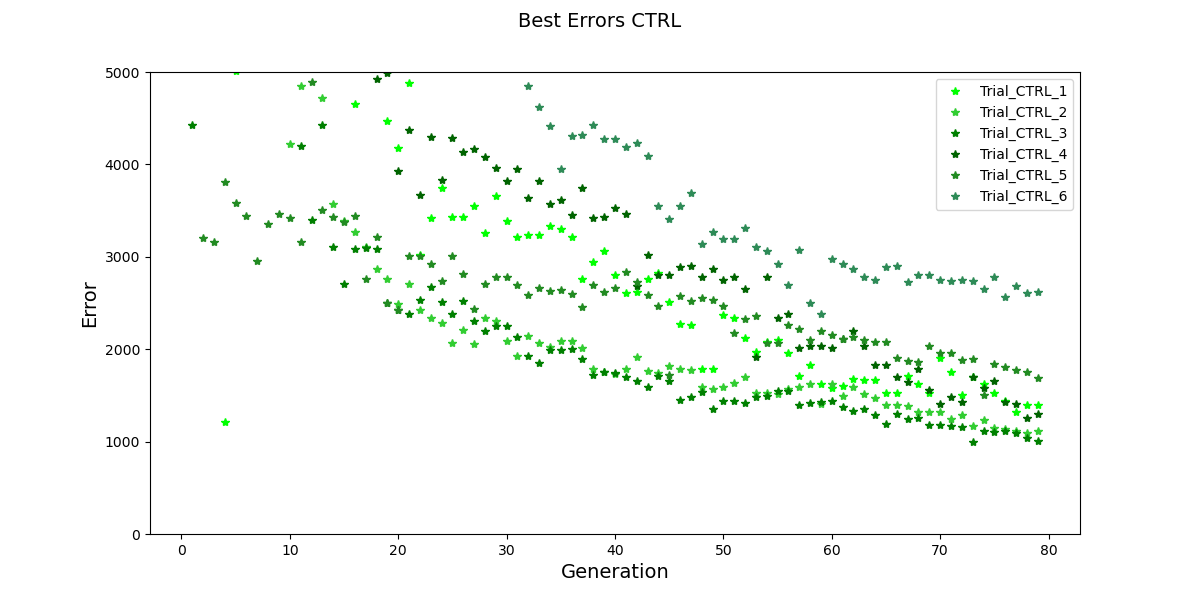 Best Errors CTRL
5000
4000
3000
2000
1000
0
Error
0 10 20 30 40 50 60 70 80
Generation
Trial_CTRL_1
Trial_CTRL_2
Trial_CTRL_3
Trial_CTRL_4
Trial_CTRL_5
Trial_CTRL_6